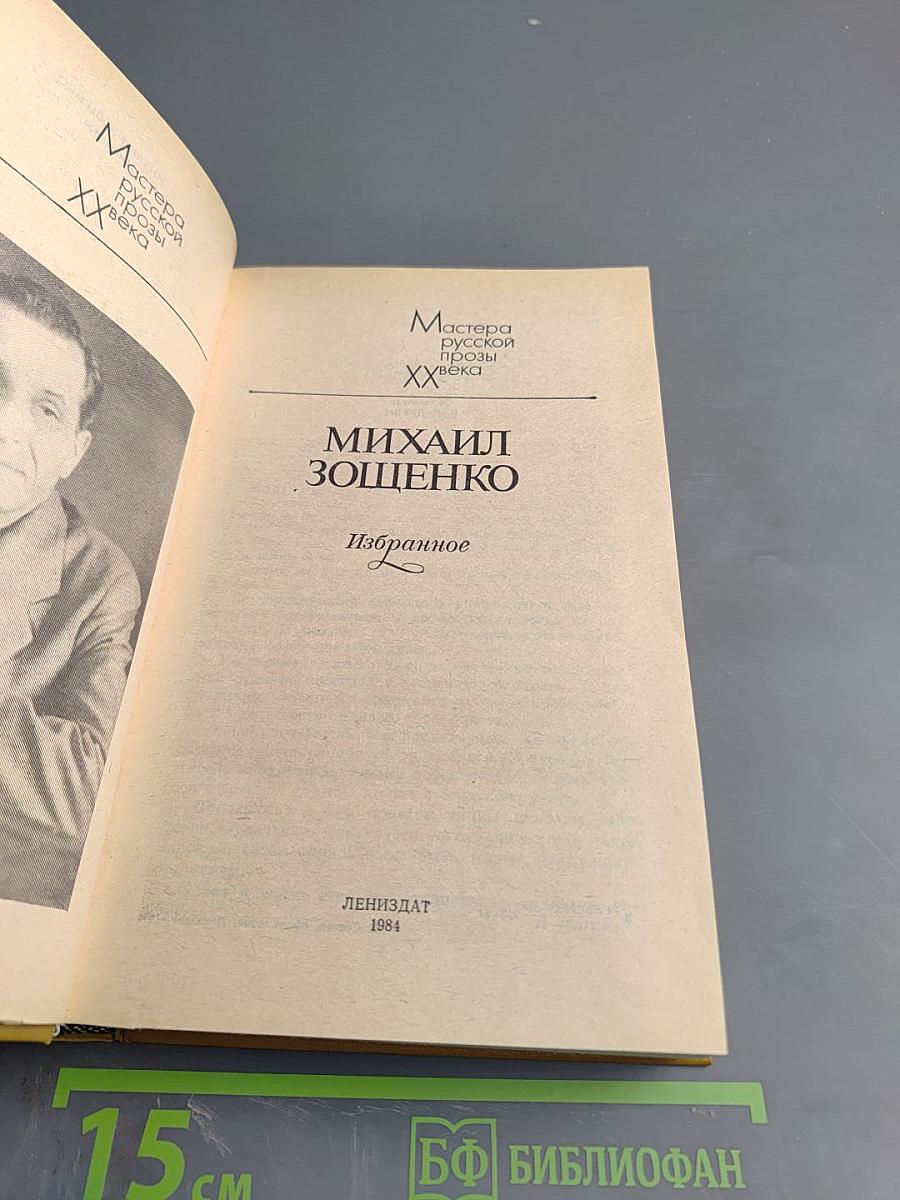 Мастера
русской
прозы
XX века
Мастера
русской
прозы
XX века
МИХАИЛ
ЗОЩЕНКО
Избранное
ЛЕНИЗДАТ
1984
15 см
БФ БИБЛИОФАН